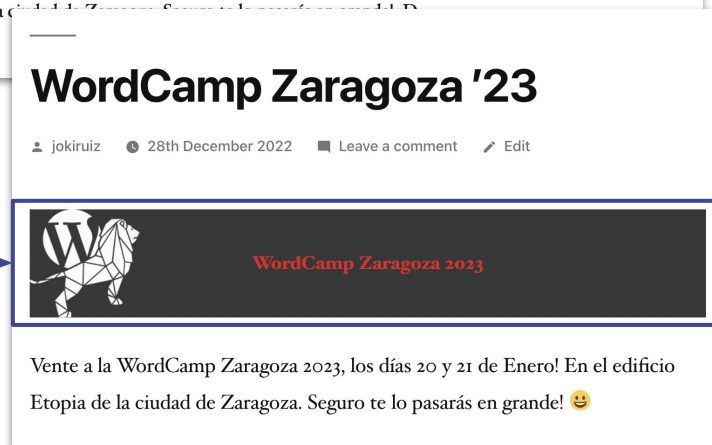 WordCamp Zaragoza '23
jokiruiz 28th December 2022 Leave a comment Edit
WordCamp Zaragoza 2023
Vente a la WordCamp Zaragoza 2023, los días 20 y 21 de Enero! En el edificio
Etopia de la ciudad de Zaragoza. Seguro te lo pasarás en grande! 😀